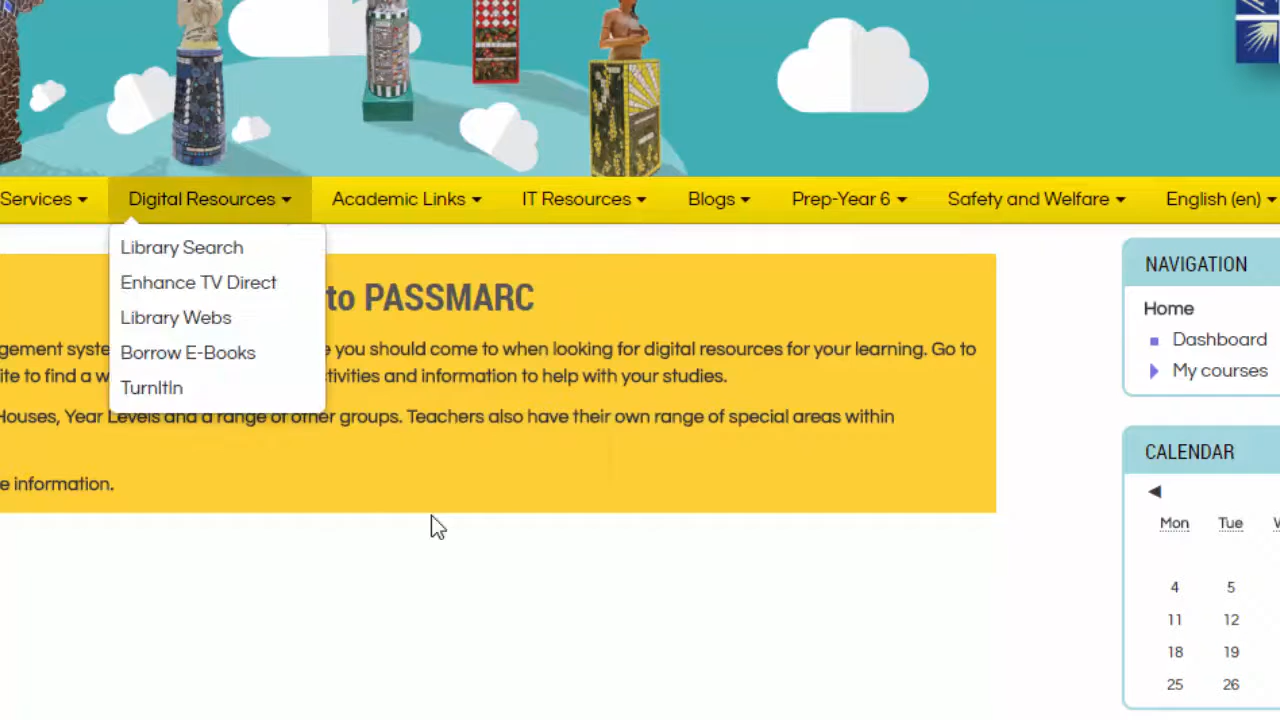 Services Digital Resources Academic Links IT Resources Blogs Prep-Year 6 Safety and Welfare English (en)
Library Search
Enhance TV Direct
Library Webs
Borrow E-Books
TurnItIn
to PASSMARC
you should come to when looking for digital resources for your learning. Go to
to find a and information to help with your studies.
Houses, Year Levels and a range of other groups. Teachers also have their own range of special areas within
information.
NAVIGATION
Home
Dashboard
My courses
CALENDAR
Mon Tue
4 5
11 12
18 19
25 26